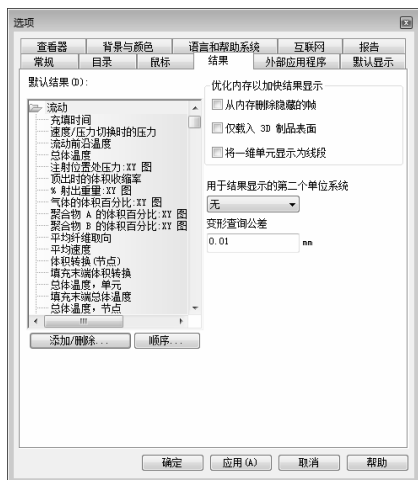 选项
查看器 背景与颜色 语言和帮助系统 互联网 报告
常规 目录 鼠标 结果 外部应用程序 默认显示
默认结果(D):
流动
充填时间
速度/压力切换时的压力
流动前沿温度
总体温度
注射位置处压力:XY 图
顶出时的体积收缩率
% 射出重量:XY 图
气体的体积百分比:XY 图
聚合物 A 的体积百分比:XY 图
聚合物 B 的体积百分比:XY 图
平均纤维取向
平均速度
体积转换(节点)
填充末端体积转换
总体温度, 单元
填充末端总体温度
总体温度, 节点
添加/删除... 顺序...
优化内存以加快结果显示
从内存删除隐藏的帧
仅载入 3D 制品表面
将一维单元显示为线段
用于结果显示的第二个单位系统
无
变形查询公差
0.01 mm
确定 应用(A) 取消 帮助